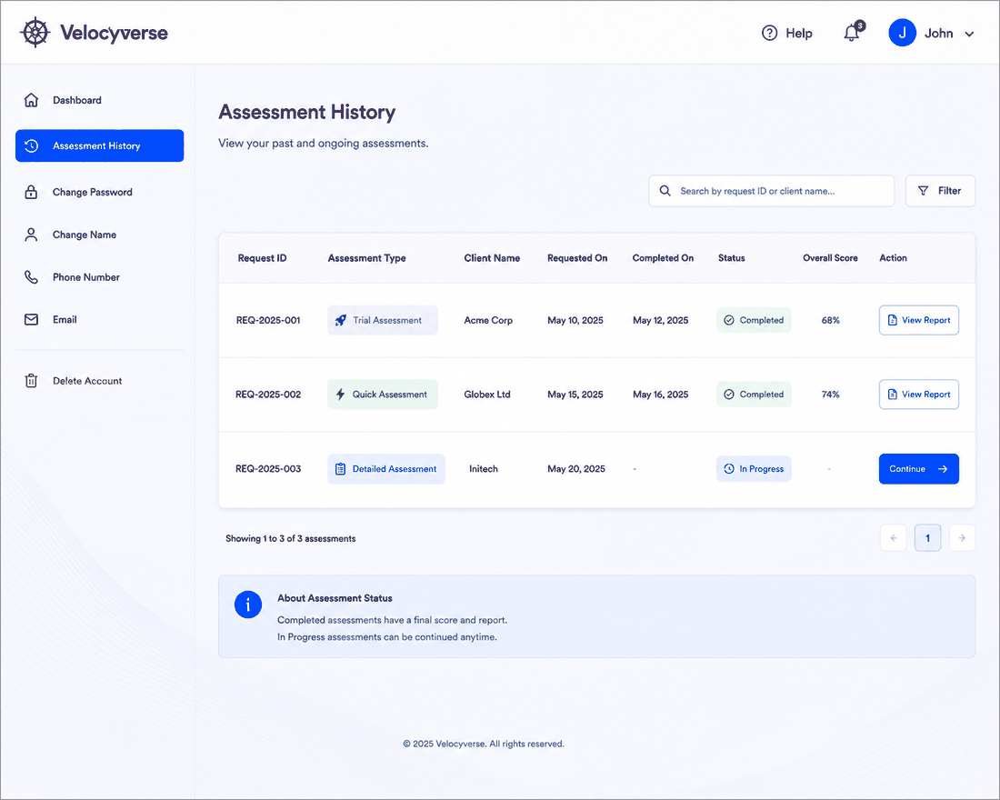 Velocyverse
Help
3
J
John
Dashboard
Assessment History
Change Password
Change Name
Phone Number
Email
Delete Account
Assessment History
View your past and ongoing assessments.
Search by request ID or client name...
Filter
Request ID Assessment Type Client Name Requested On Completed On Status Overall Score Action
REQ-2025-001 Trial Assessment Acme Corp May 10, 2025 May 12, 2025 Completed 68% View Report
REQ-2025-002 Quick Assessment Globex Ltd May 15, 2025 May 16, 2025 Completed 74% View Report
REQ-2025-003 Detailed Assessment Initech May 20, 2025 - In Progress - Continue →
Showing 1 to 3 of 3 assessments
← 1 →
i
About Assessment Status
Completed assessments have a final score and report.
In Progress assessments can be continued anytime.
© 2025 Velocyverse. All rights reserved.